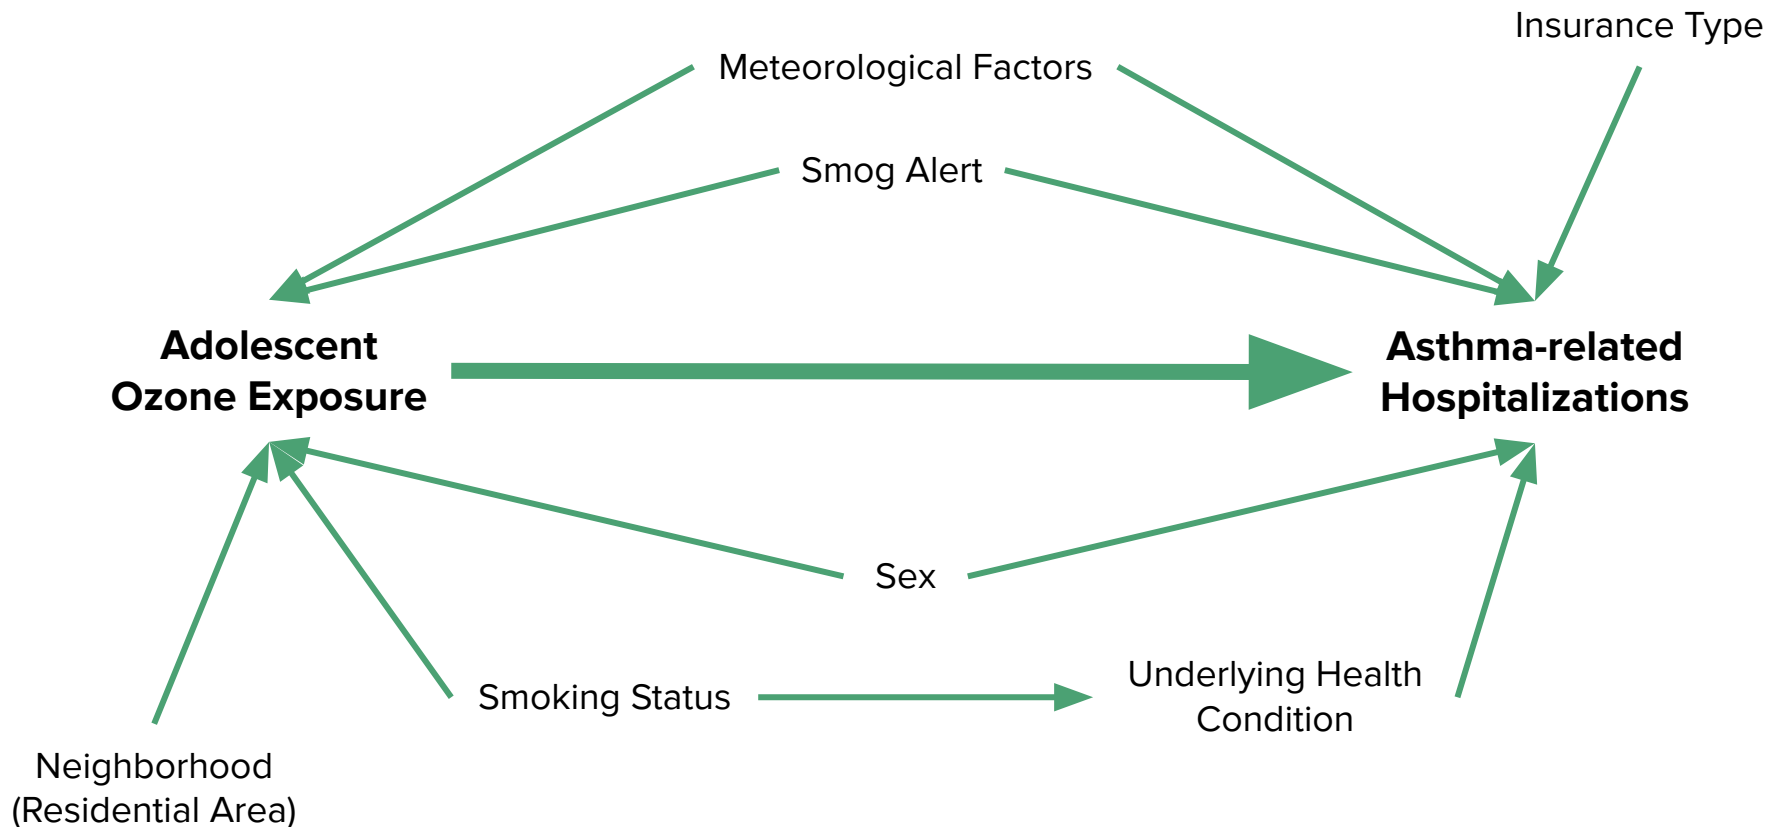 Insurance Type
Meteorological Factors
Smog Alert
Adolescent
Ozone Exposure
Asthma-related
Hospitalizations
Sex
Smoking Status
Underlying Health
Condition
Neighborhood
(Residential Area)